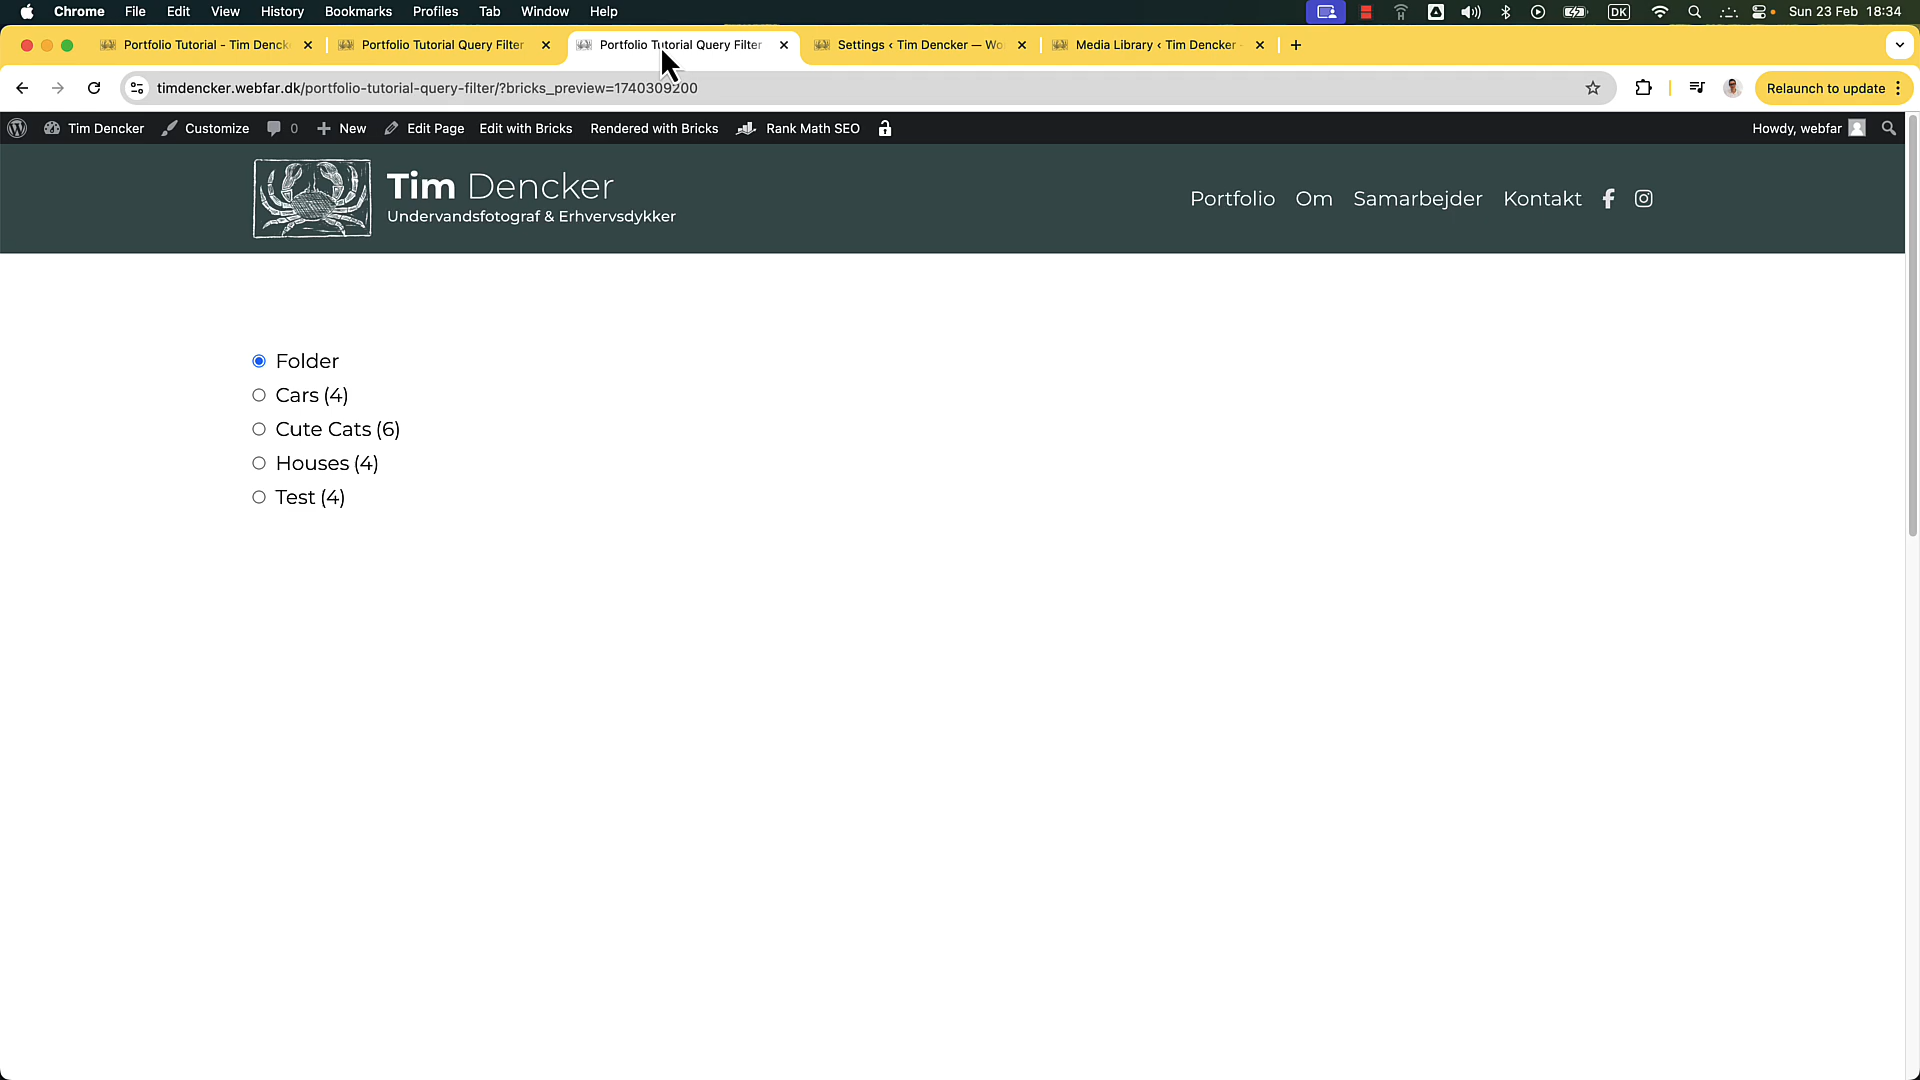 Chrome File Edit View History Bookmarks Profiles Tab Window Help DK Sun 23 Feb 18:34
Portfolio Tutorial - Tim Denck Portfolio Tutorial Query Filter Portfolio Tutorial Query Filter Settings ‹ Tim Dencker — Wo Media Library ‹ Tim Dencker
timdencker.webfar.dk/portfolio-tutorial-query-filter/?bricks_preview=1740309200 Relaunch to update
Tim Dencker Customize 0 New Edit Page Edit with Bricks Rendered with Bricks Rank Math SEO Howdy, webfar
Tim Dencker
Undervandsfotograf & Erhvervsdykker
Portfolio Om Samarbejder Kontakt
Folder
Cars (4)
Cute Cats (6)
Houses (4)
Test (4)